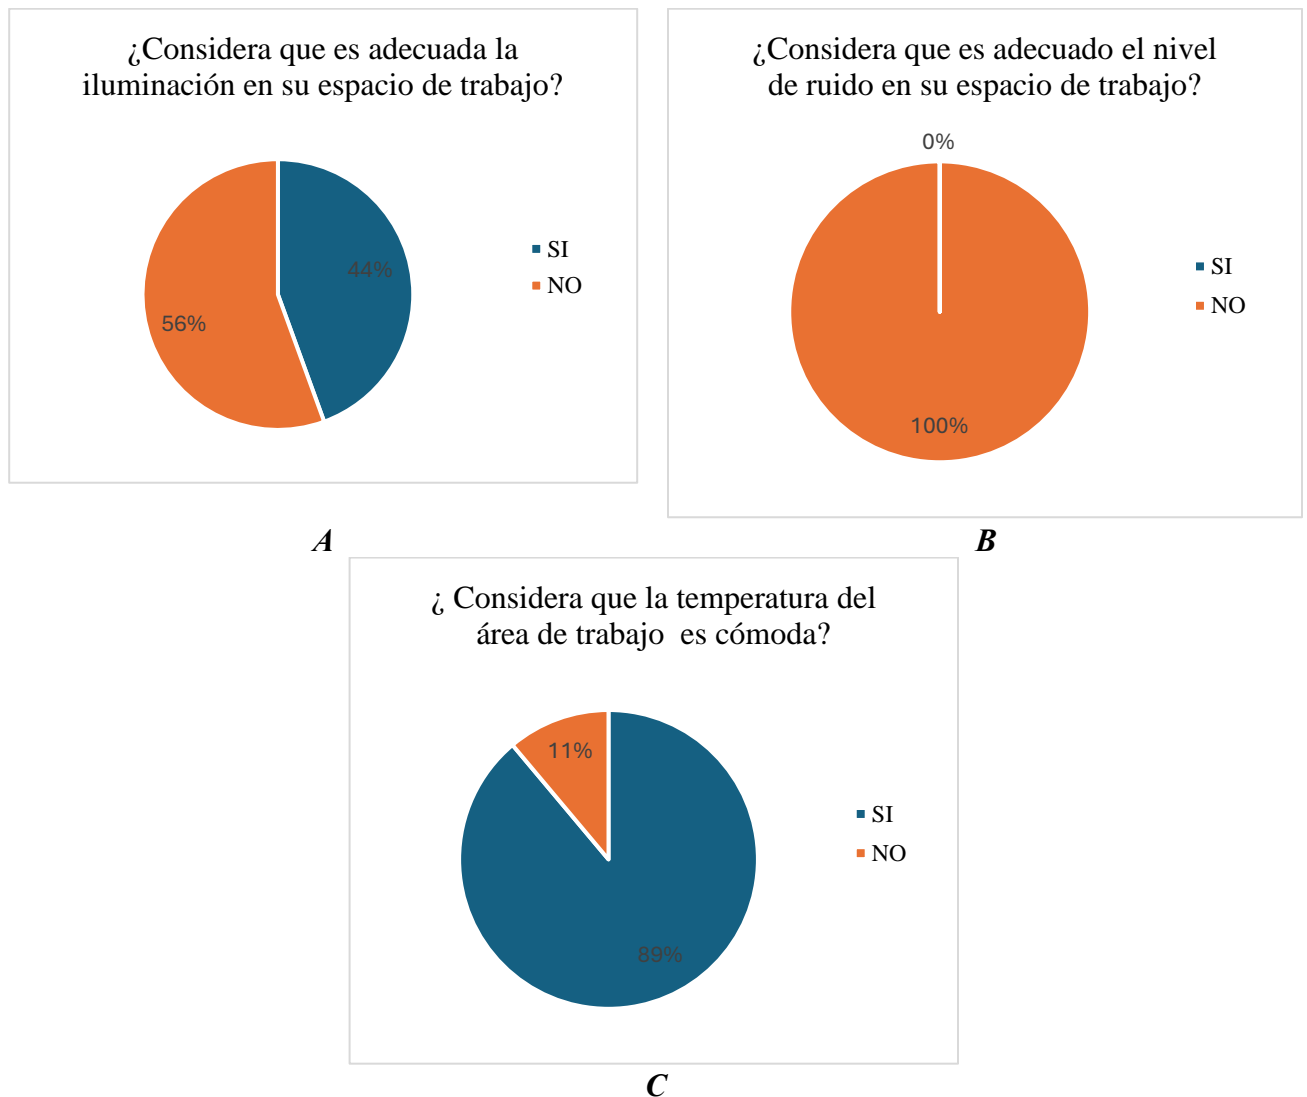 ¿Considera que es adecuada la
iluminación en su espacio de trabajo?
44%
56%
SI
NO
A
¿Considera que es adecuado el nivel
de ruido en su espacio de trabajo?
0%
100%
SI
NO
B
¿ Considera que la temperatura del
área de trabajo  es cómoda?
11%
89%
SI
NO
C